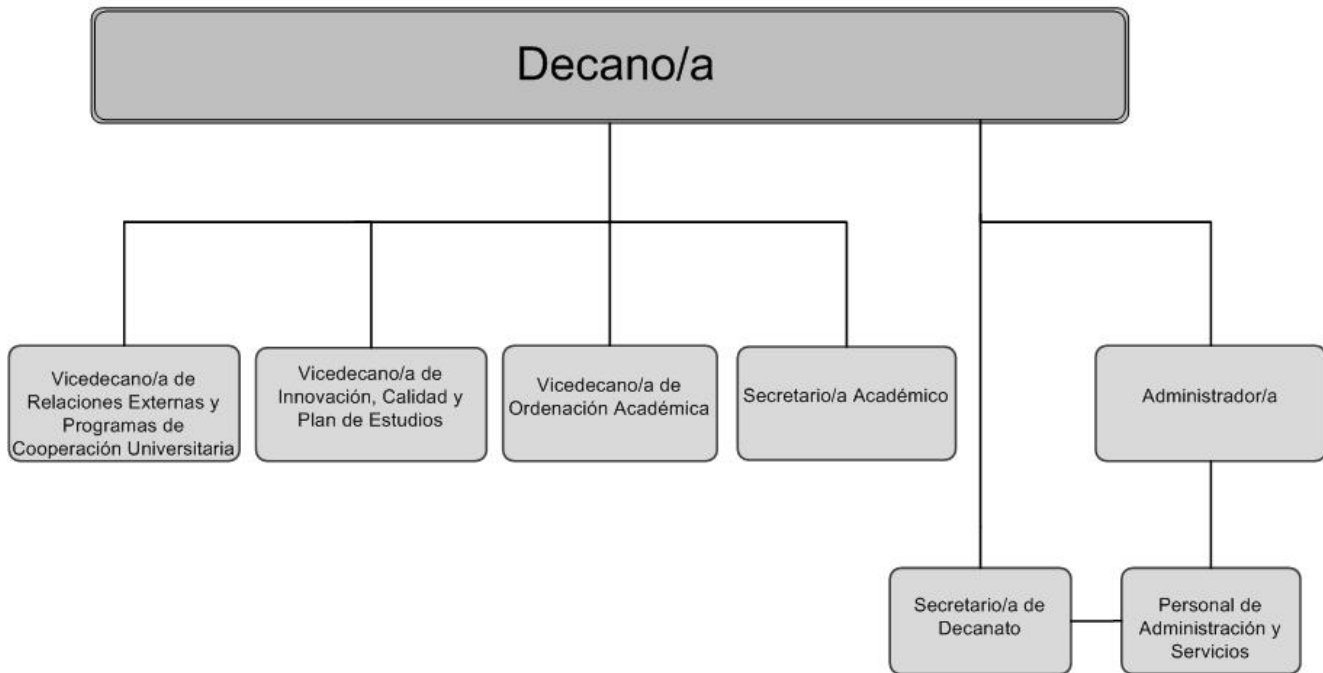 Decano/a
Vicedecano/a de
Relaciones Externas y
Programas de
Cooperación Universitaria
Vicedecano/a de
Innovación, Calidad y
Plan de Estudios
Vicedecano/a de
Ordenación Académica
Secretario/a Académico
Administrador/a
Secretario/a de
Decanato
Personal de
Administración y
Servicios